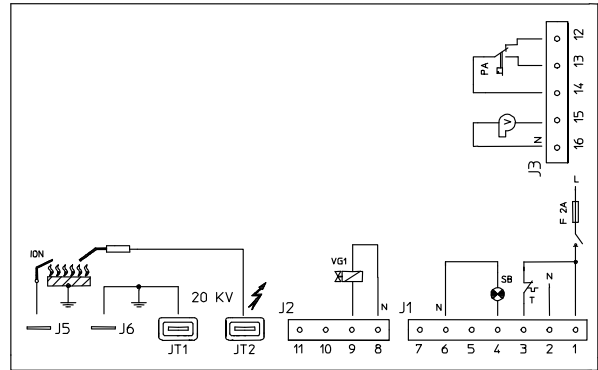 12
13
14
15
16
PA
V
N
J3
L
F 2A
ION
VG1
SB
T
N
N
N
20 KV
J5
J6
JT1
JT2
J2
J1
11 10 9 8
7 6 5 4 3 2 1